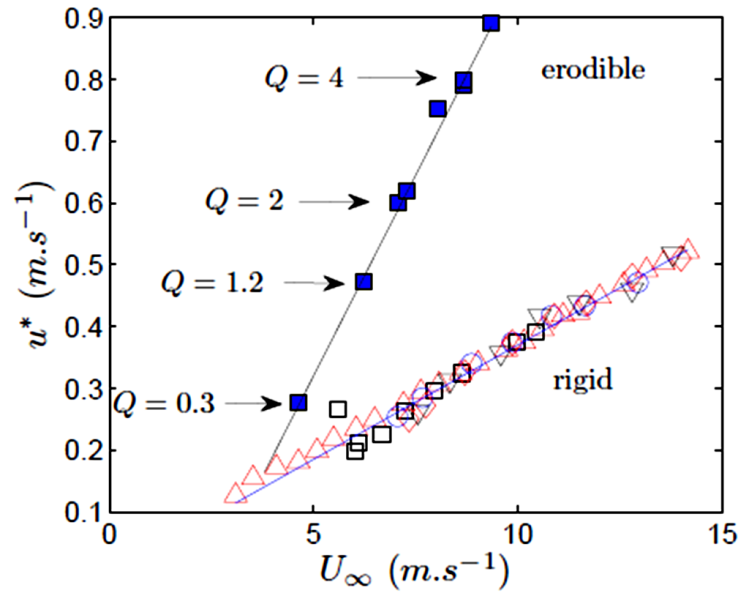 0.9
0.8
0.7
0.6
0.5
0.4
0.3
0.2
0.1
0
5
10
15
u* (m.s⁻¹)
U∞ (m.s⁻¹)
erodible
Q = 4
Q = 2
Q = 1.2
Q = 0.3
rigid